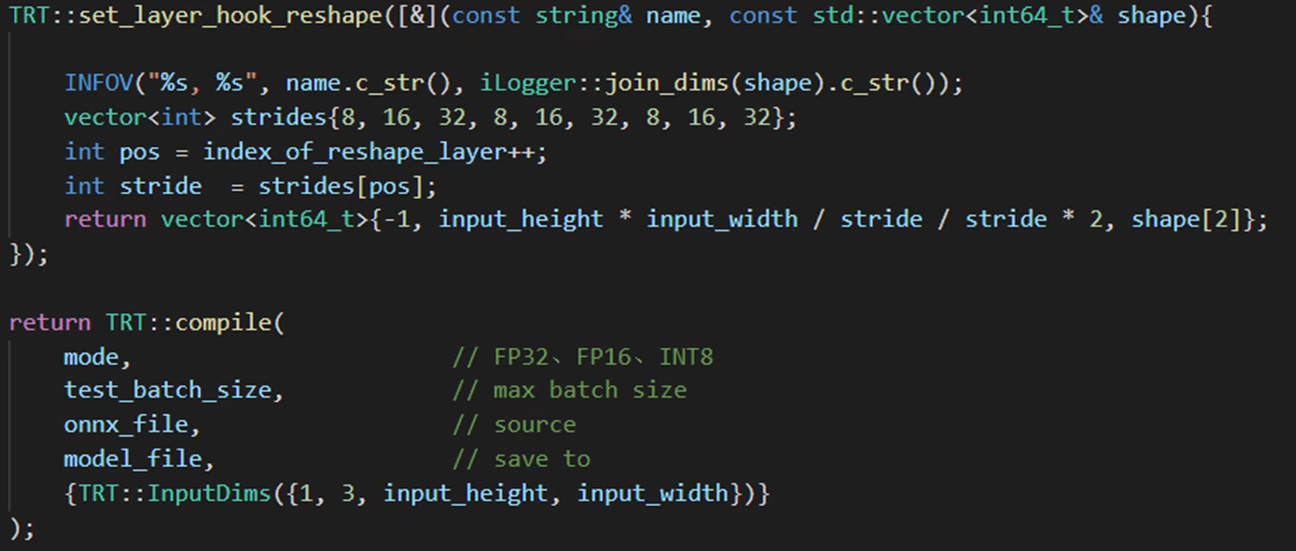 TRT::set_layer_hook_reshape([&](const string& name, const std::vector<int64_t>& shape){
INFOV("%s, %s", name.c_str(), iLogger::join_dims(shape).c_str());
vector<int> strides{8, 16, 32, 8, 16, 32, 8, 16, 32};
int pos = index_of_reshape_layer++;
int stride  = strides[pos];
return vector<int64_t>{-1, input_height * input_width / stride / stride * 2, shape[2]};
});
return TRT::compile(
mode,                 // FP32、FP16、INT8
test_batch_size,      // max batch size
onnx_file,            // source
model_file,           // save to
{TRT::InputDims({1, 3, input_height, input_width})}
);